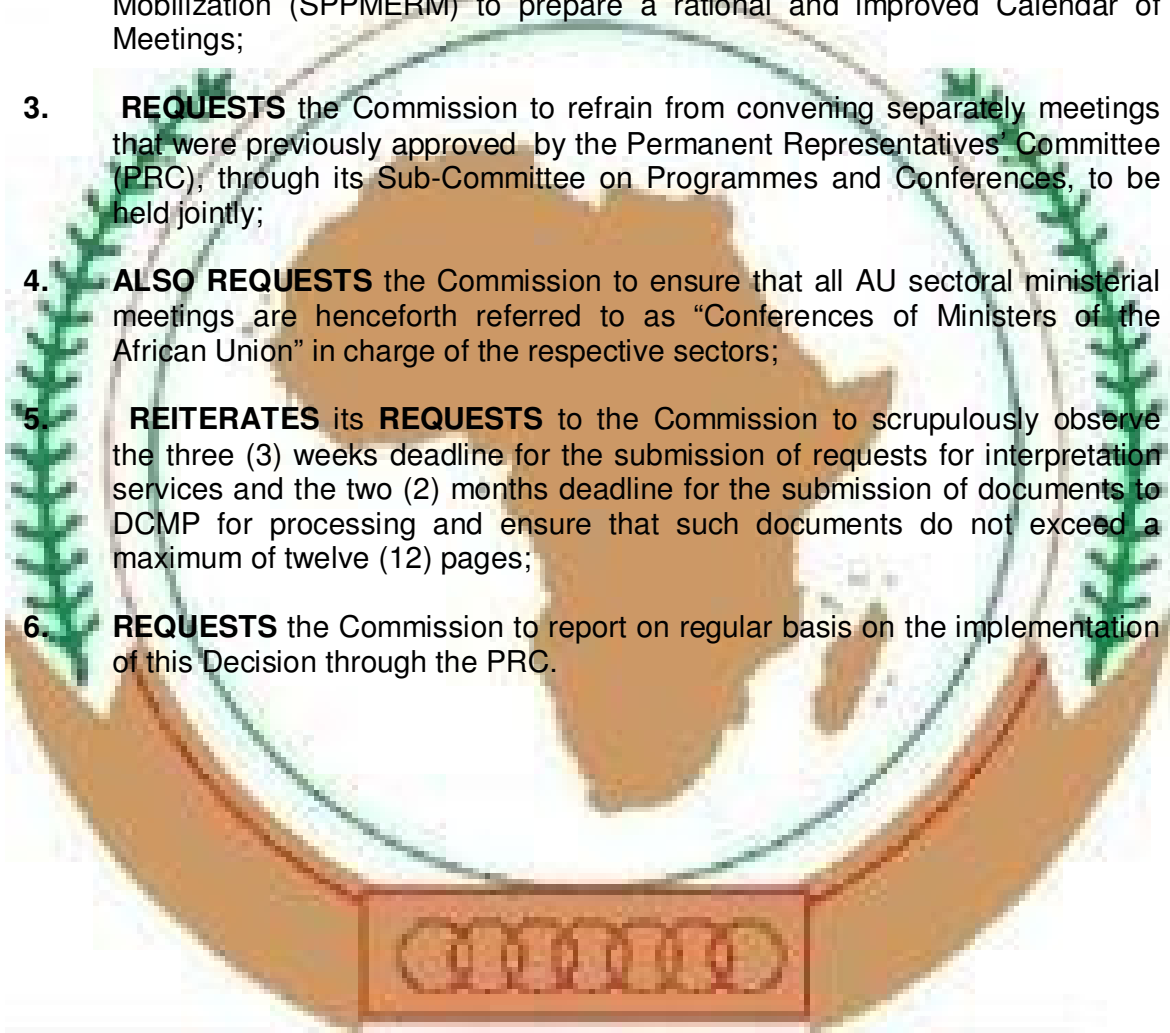 Mobilization (SPPMERM) to prepare a rational and improved Calendar of
Meetings;
3. REQUESTS the Commission to refrain from convening separately meetings
that were previously approved by the Permanent Representatives' Committee
(PRC), through its Sub-Committee on Programmes and Conferences, to be
held jointly;
4. ALSO REQUESTS the Commission to ensure that all AU sectoral ministerial
meetings are henceforth referred to as “Conferences of Ministers of the
African Union” in charge of the respective sectors;
5. REITERATES its REQUESTS to the Commission to scrupulously observe
the three (3) weeks deadline for the submission of requests for interpretation
services and the two (2) months deadline for the submission of documents to
DCMP for processing and ensure that such documents do not exceed a
maximum of twelve (12) pages;
6. REQUESTS the Commission to report on regular basis on the implementation
of this Decision through the PRC.